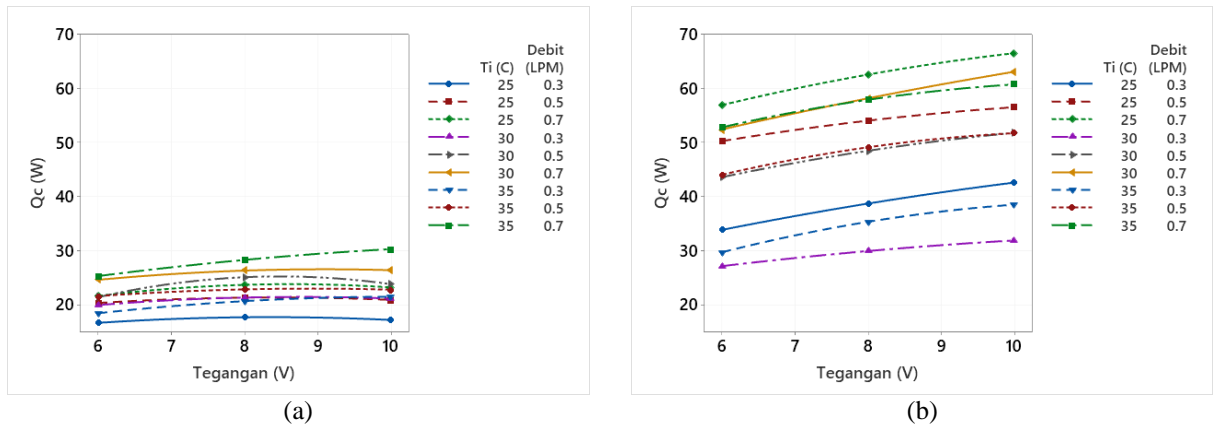 70
60
50
40
30
20
Qc (W)
6 7 8 9 10
Tegangan (V)
Debit
Ti (C) (LPM)
25 0.3
25 0.5
25 0.7
30 0.3
30 0.5
30 0.7
35 0.3
35 0.5
35 0.7
(a)
70
60
50
40
30
20
Qc (W)
6 7 8 9 10
Tegangan (V)
Debit
Ti (C) (LPM)
25 0.3
25 0.5
25 0.7
30 0.3
30 0.5
30 0.7
35 0.3
35 0.5
35 0.7
(b)